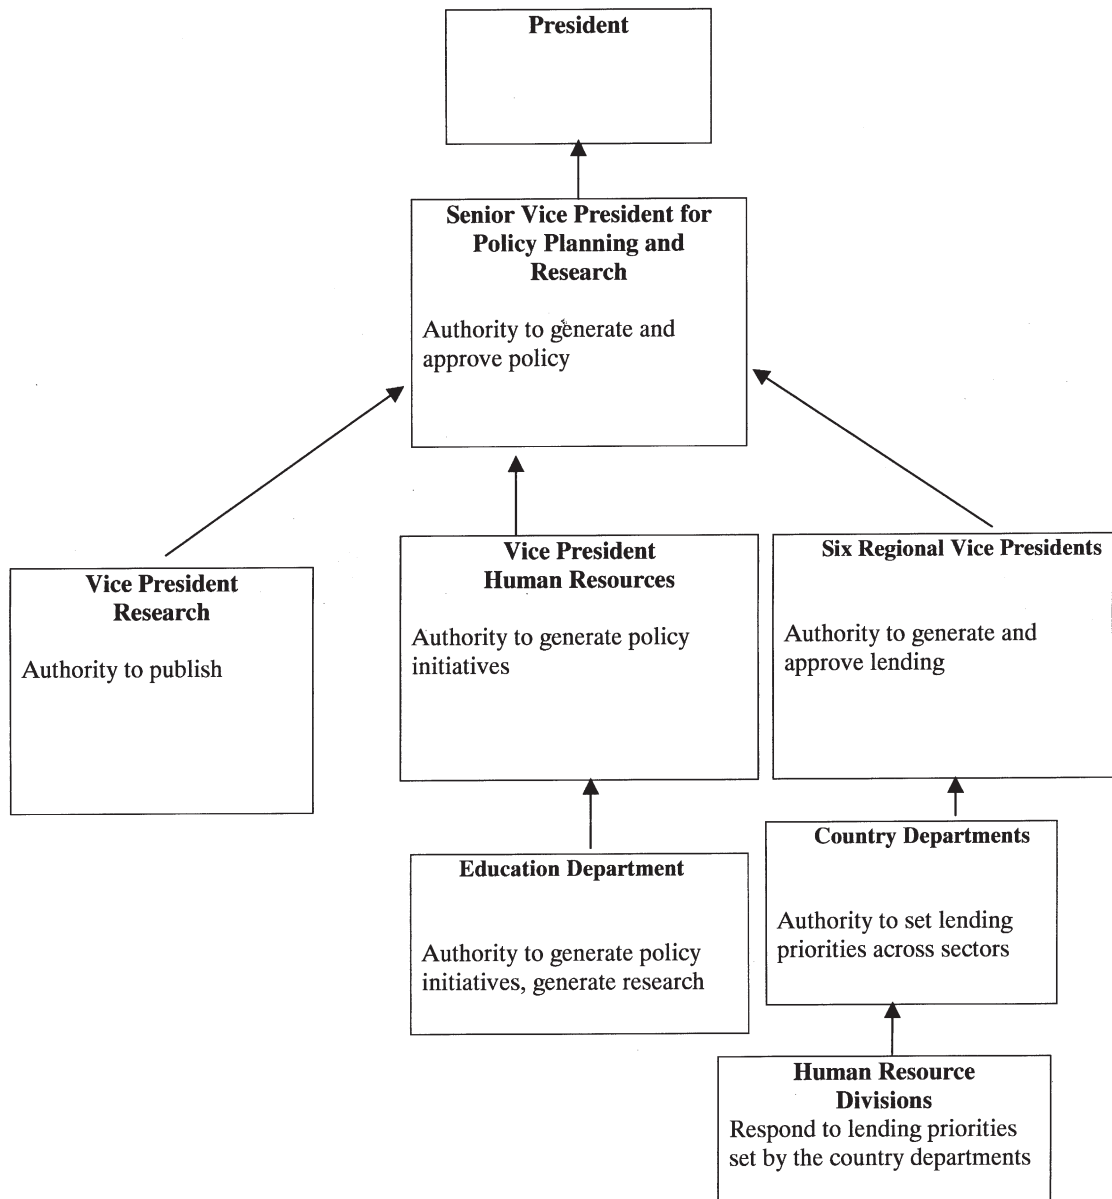 President
Senior Vice President for
Policy Planning and
Research
Authority to generate and
approve policy
Vice President
Research
Authority to publish
Vice President
Human Resources
Authority to generate policy
initiatives
Six Regional Vice Presidents
Authority to generate and
approve lending
Education Department
Authority to generate policy
initiatives, generate research
Country Departments
Authority to set lending
priorities across sectors
Human Resource
Divisions
Respond to lending priorities
set by the country departments